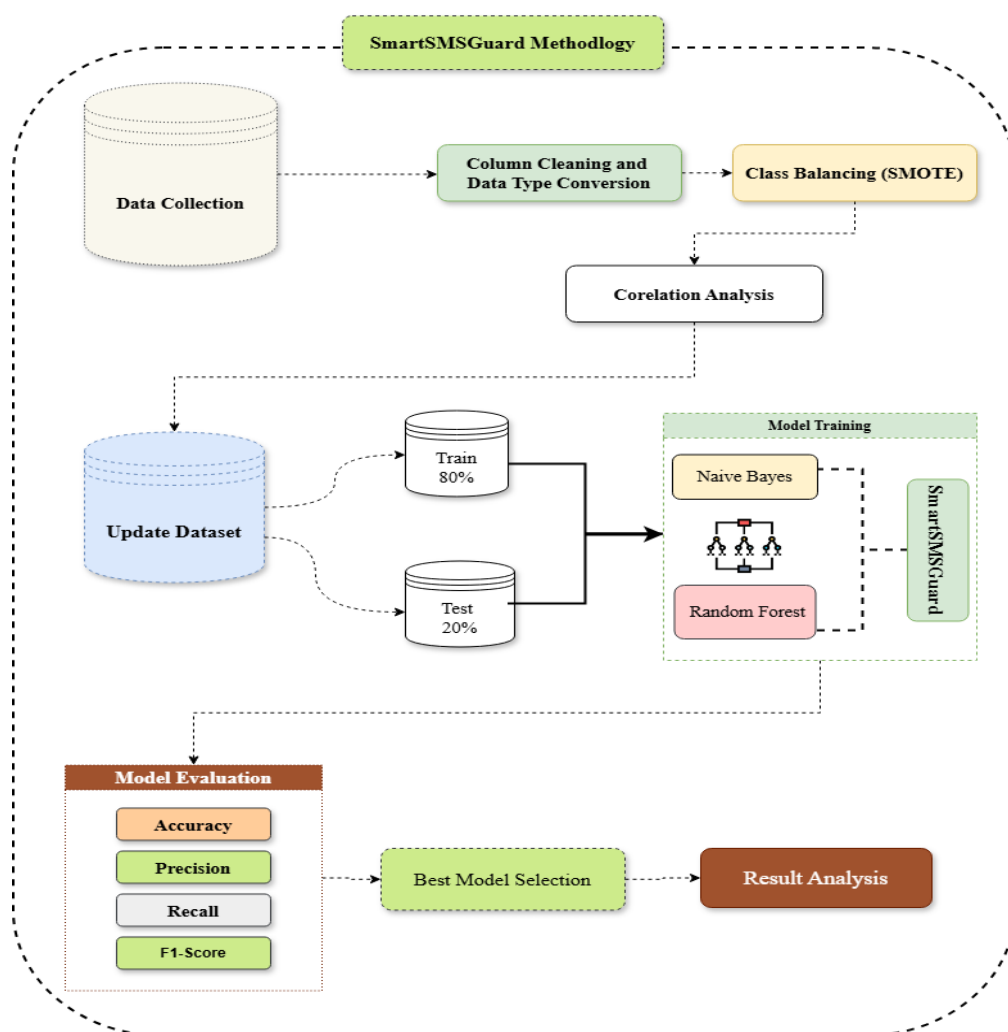 SmartSMSGuard Methodlogy
Data Collection
Column Cleaning and
Data Type Conversion
Class Balancing (SMOTE)
Corelation Analysis
Update Dataset
Train
80%
Test
20%
Model Training
Naive Bayes
Random Forest
SmartSMSGuard
Model Evaluation
Accuracy
Precision
Recall
F1-Score
Best Model Selection
Result Analysis